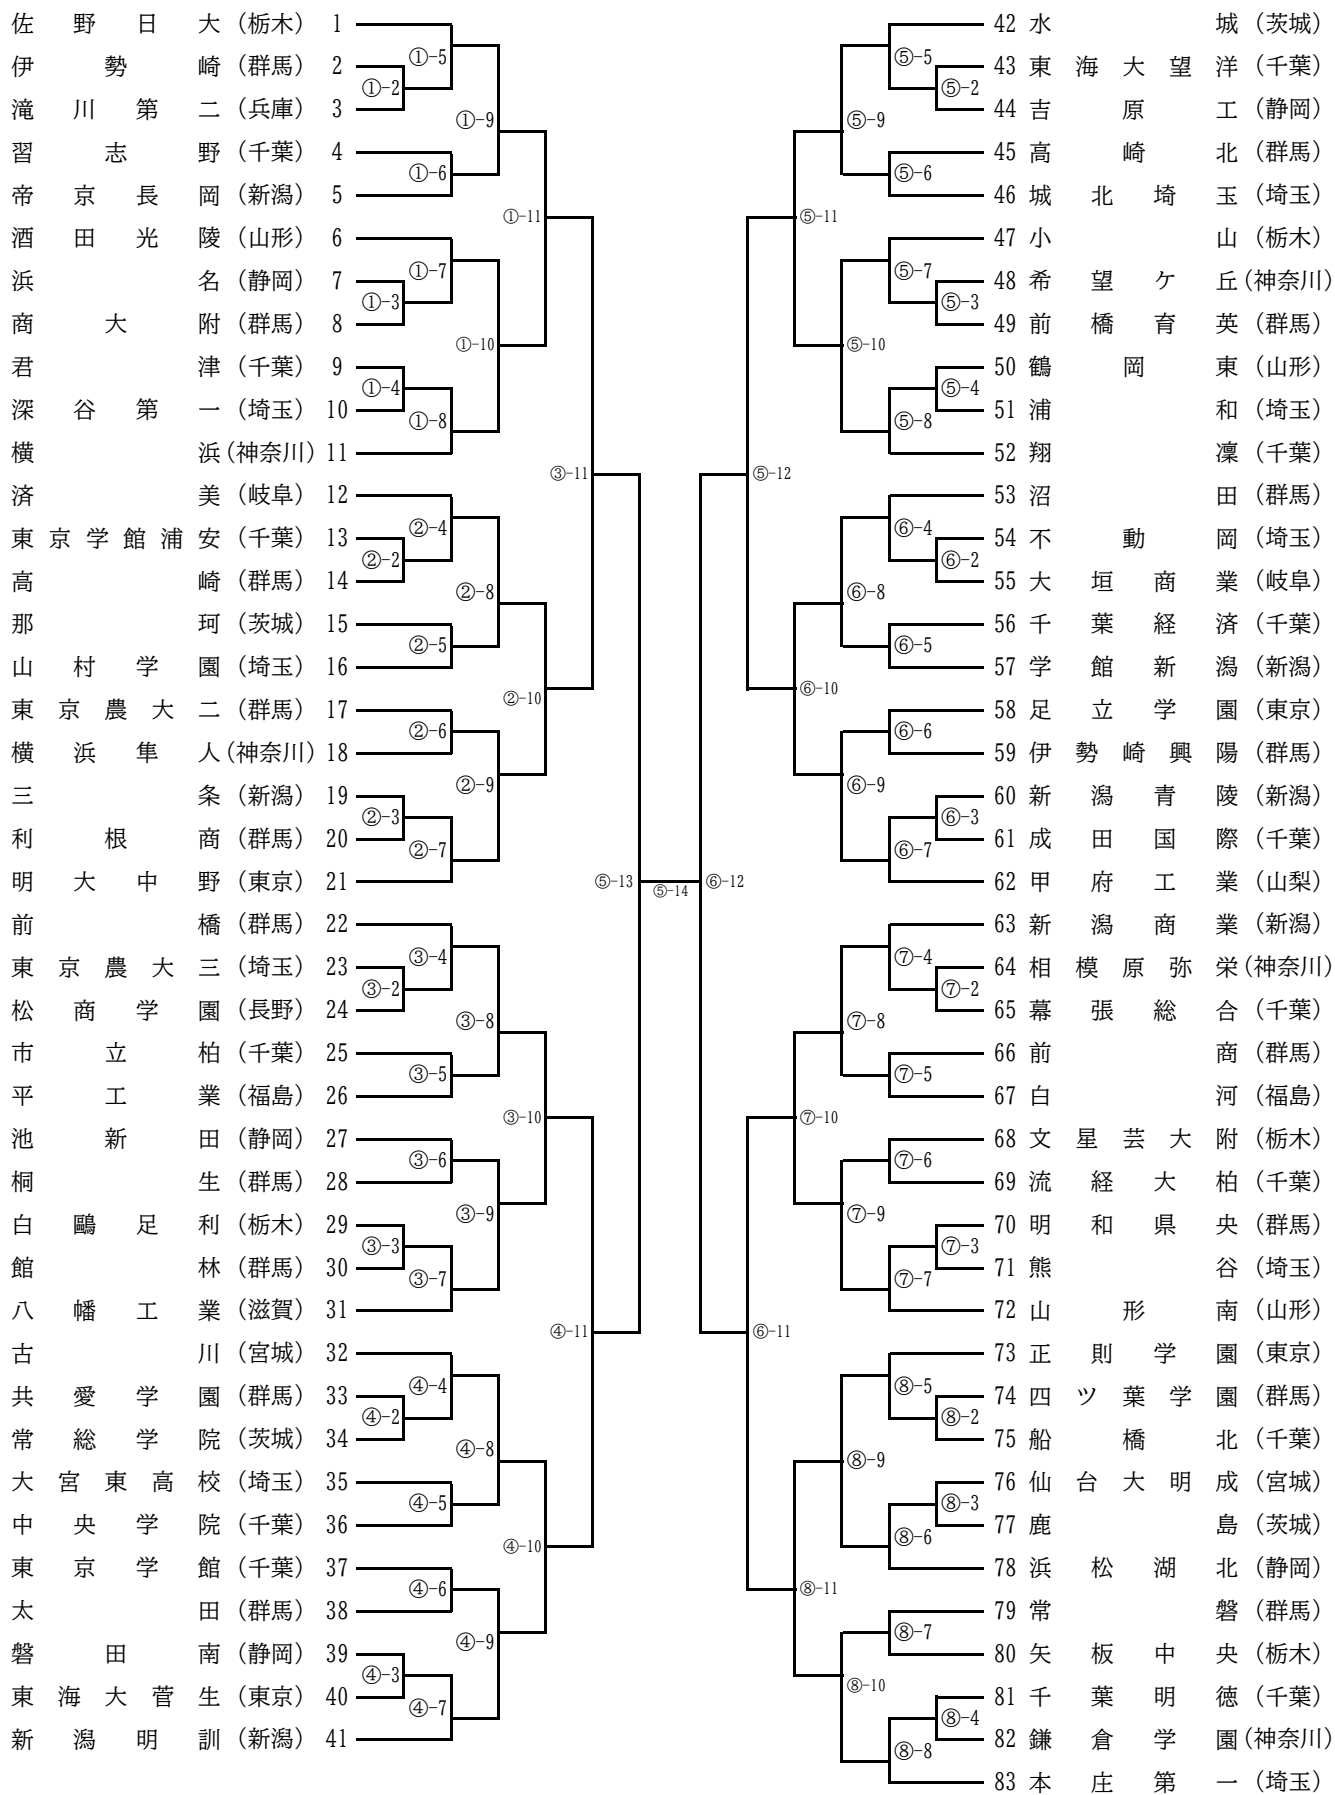 佐野日大(栃木) 1
伊勢崎(群馬) 2
滝川第二(兵庫) 3
習志野(千葉) 4
帝京長岡(新潟) 5
酒田光陵(山形) 6
浜名(静岡) 7
商大附(群馬) 8
君津(千葉) 9
深谷第一(埼玉) 10
横浜(神奈川) 11
済美(岐阜) 12
東京学館浦安(千葉) 13
高崎(群馬) 14
那珂(茨城) 15
山村学園(埼玉) 16
東京農大二(群馬) 17
横浜隼人(神奈川) 18
三条(新潟) 19
利根商(群馬) 20
明大中野(東京) 21
前橋(群馬) 22
東京農大三(埼玉) 23
松商学園(長野) 24
市立柏(千葉) 25
平工業(福島) 26
池新田(静岡) 27
桐生(群馬) 28
白鷗足利(栃木) 29
館林(群馬) 30
八幡工業(滋賀) 31
古川(宮城) 32
共愛学園(群馬) 33
常総学院(茨城) 34
大宮東高校(埼玉) 35
中央学院(千葉) 36
東京学館(千葉) 37
太田(群馬) 38
磐田南(静岡) 39
東海大菅生(東京) 40
新潟明訓(新潟) 41
①-2
①-3
①-4
②-2
②-3
③-2
③-3
④-2
④-3
①-5
①-6
①-7
①-8
②-4
②-5
②-6
②-7
③-4
③-5
③-6
③-7
④-4
④-5
④-6
④-7
①-9
①-10
②-8
②-9
③-8
③-9
④-8
④-9
①-11
②-10
③-10
④-10
③-11
④-11
⑤-13
⑤-14
⑥-12
⑤-12
⑥-11
⑤-11
⑥-10
⑦-10
⑧-11
⑤-9
⑤-10
⑥-8
⑥-9
⑦-8
⑦-9
⑧-9
⑧-10
⑤-5
⑤-6
⑤-7
⑤-8
⑥-4
⑥-5
⑥-6
⑥-7
⑦-4
⑦-5
⑦-6
⑦-7
⑧-5
⑧-6
⑧-7
⑧-8
⑤-2
⑤-3
⑤-4
⑥-2
⑥-3
⑦-2
⑦-3
⑧-2
⑧-3
⑧-4
42 水城(茨城)
43 東海大望洋(千葉)
44 吉原工(静岡)
45 高崎北(群馬)
46 城北埼玉(埼玉)
47 小山(栃木)
48 希望ケ丘(神奈川)
49 前橋育英(群馬)
50 鶴岡東(山形)
51 浦和(埼玉)
52 翔凜(千葉)
53 沼田(群馬)
54 不動岡(埼玉)
55 大垣商業(岐阜)
56 千葉経済(千葉)
57 学館新潟(新潟)
58 足立学園(東京)
59 伊勢崎興陽(群馬)
60 新潟青陵(新潟)
61 成田国際(千葉)
62 甲府工業(山梨)
63 新潟商業(新潟)
64 相模原弥栄(神奈川)
65 幕張総合(千葉)
66 前商(群馬)
67 白河(福島)
68 文星芸大附(栃木)
69 流経大柏(千葉)
70 明和県央(群馬)
71 熊谷(埼玉)
72 山形南(山形)
73 正則学園(東京)
74 四ツ葉学園(群馬)
75 船橋北(千葉)
76 仙台大明成(宮城)
77 鹿島(茨城)
78 浜松湖北(静岡)
79 常磐(群馬)
80 矢板中央(栃木)
81 千葉明徳(千葉)
82 鎌倉学園(神奈川)
83 本庄第一(埼玉)